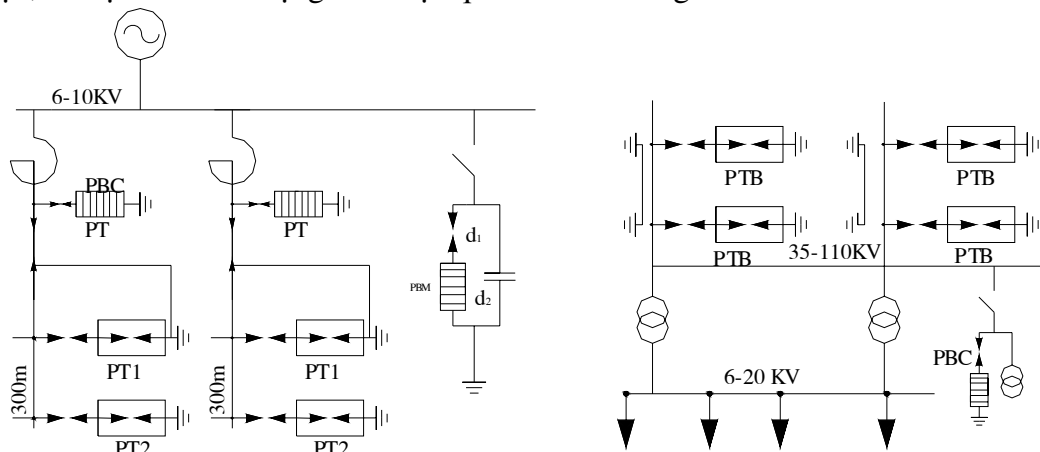 6-10KV
PBC
PT
PT
PT1
PT1
300m
300m
PT2
PT2
d1
PBM
d2
PTB
PTB
PTB
PTB
35-110KV
PBC
6-20 KV